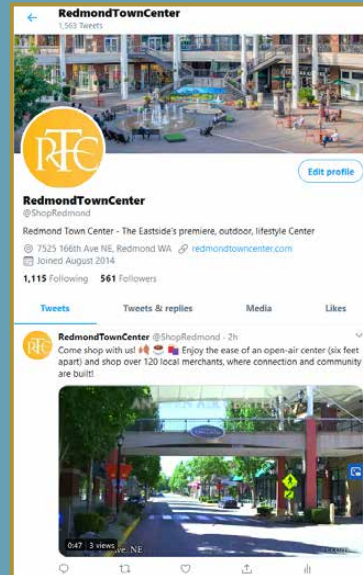 RedmondTownCenter
1,563 Tweets
RTC
Edit profile
RedmondTownCenter
@ShopRedmond
Redmond Town Center - The Eastside's premiere, outdoor, lifestyle Center
7525 166th Ave NE, Redmond WA redmondtowncenter.com
Joined August 2014
1,115 Following 561 Followers
Tweets Tweets & replies Media Likes
RTC
RedmondTownCenter @ShopRedmond · 2h
Come shop with us! 🍂 ☕ 🛍 Enjoy the ease of an open-air center (six feet
apart) and shop over 120 local merchants, where connection and community
are built!
0:47 3 views